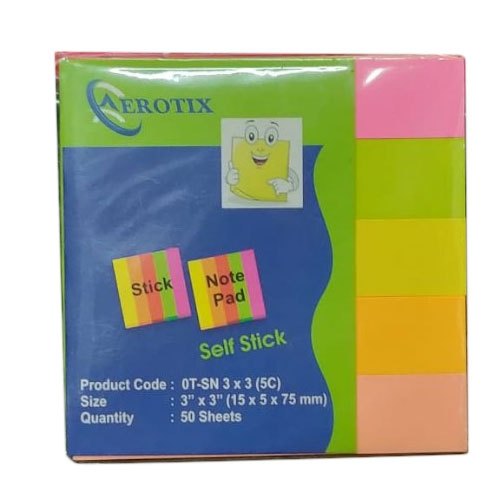 AEROTIX
Stick
Note
Pad
Self Stick
Product Code : 0T-SN 3 x 3 (5C)
Size : 3" x 3" (15 x 5 x 75 mm)
Quantity : 50 Sheets